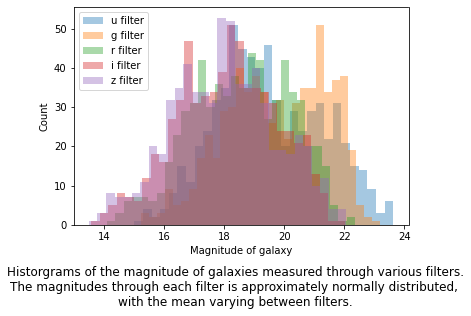 u filter
g filter
r filter
i filter
z filter
50
40
30
20
10
0
Count
14 16 18 20 22 24
Magnitude of galaxy
Historgrams of the magnitude of galaxies measured through various filters.
The magnitudes through each filter is approximately normally distributed,
with the mean varying between filters.